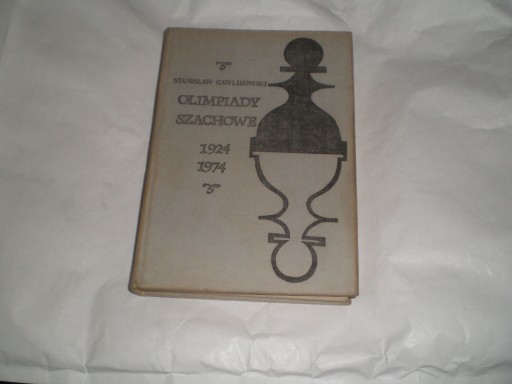 STANISŁAW GAWLIKOWSKI
OLIMPIADY
SZACHOWE
1924
1974